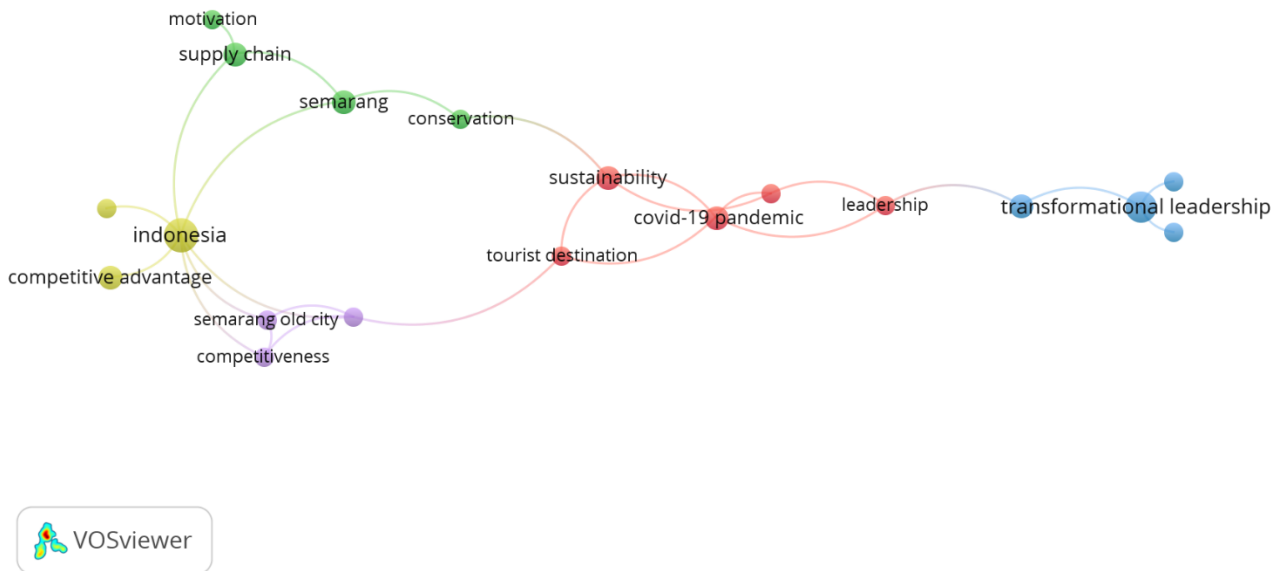 motivation
supply chain
semarang
conservation
sustainability
covid-19 pandemic
leadership
transformational leadership
indonesia
tourist destination
competitive advantage
semarang old city
competitiveness
VOSviewer